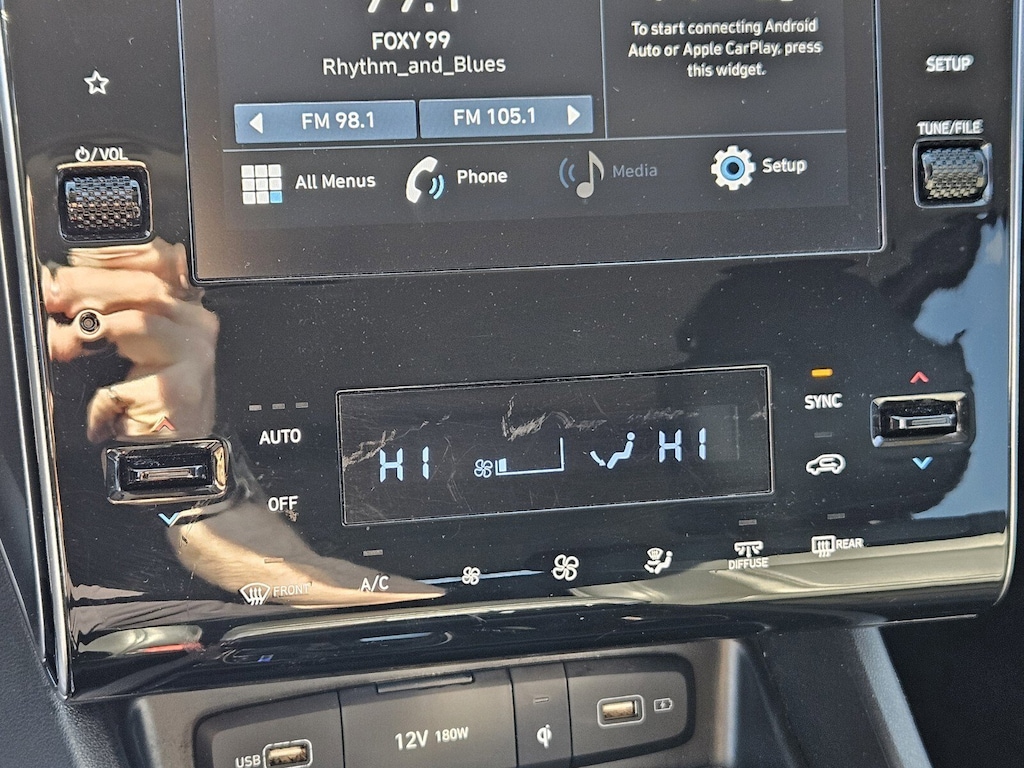 To start connecting Android
Auto or Apple CarPlay, press
this widget.
FOXY 99
Rhythm_and_Blues
SETUP
FM 98.1
FM 105.1
TUNE/FILE
/VOL
All Menus
Phone
Media
Setup
SYNC
AUTO
HI
HI
OFF
FRONT
A/C
DIFFUSE
REAR
USB
12V 180W